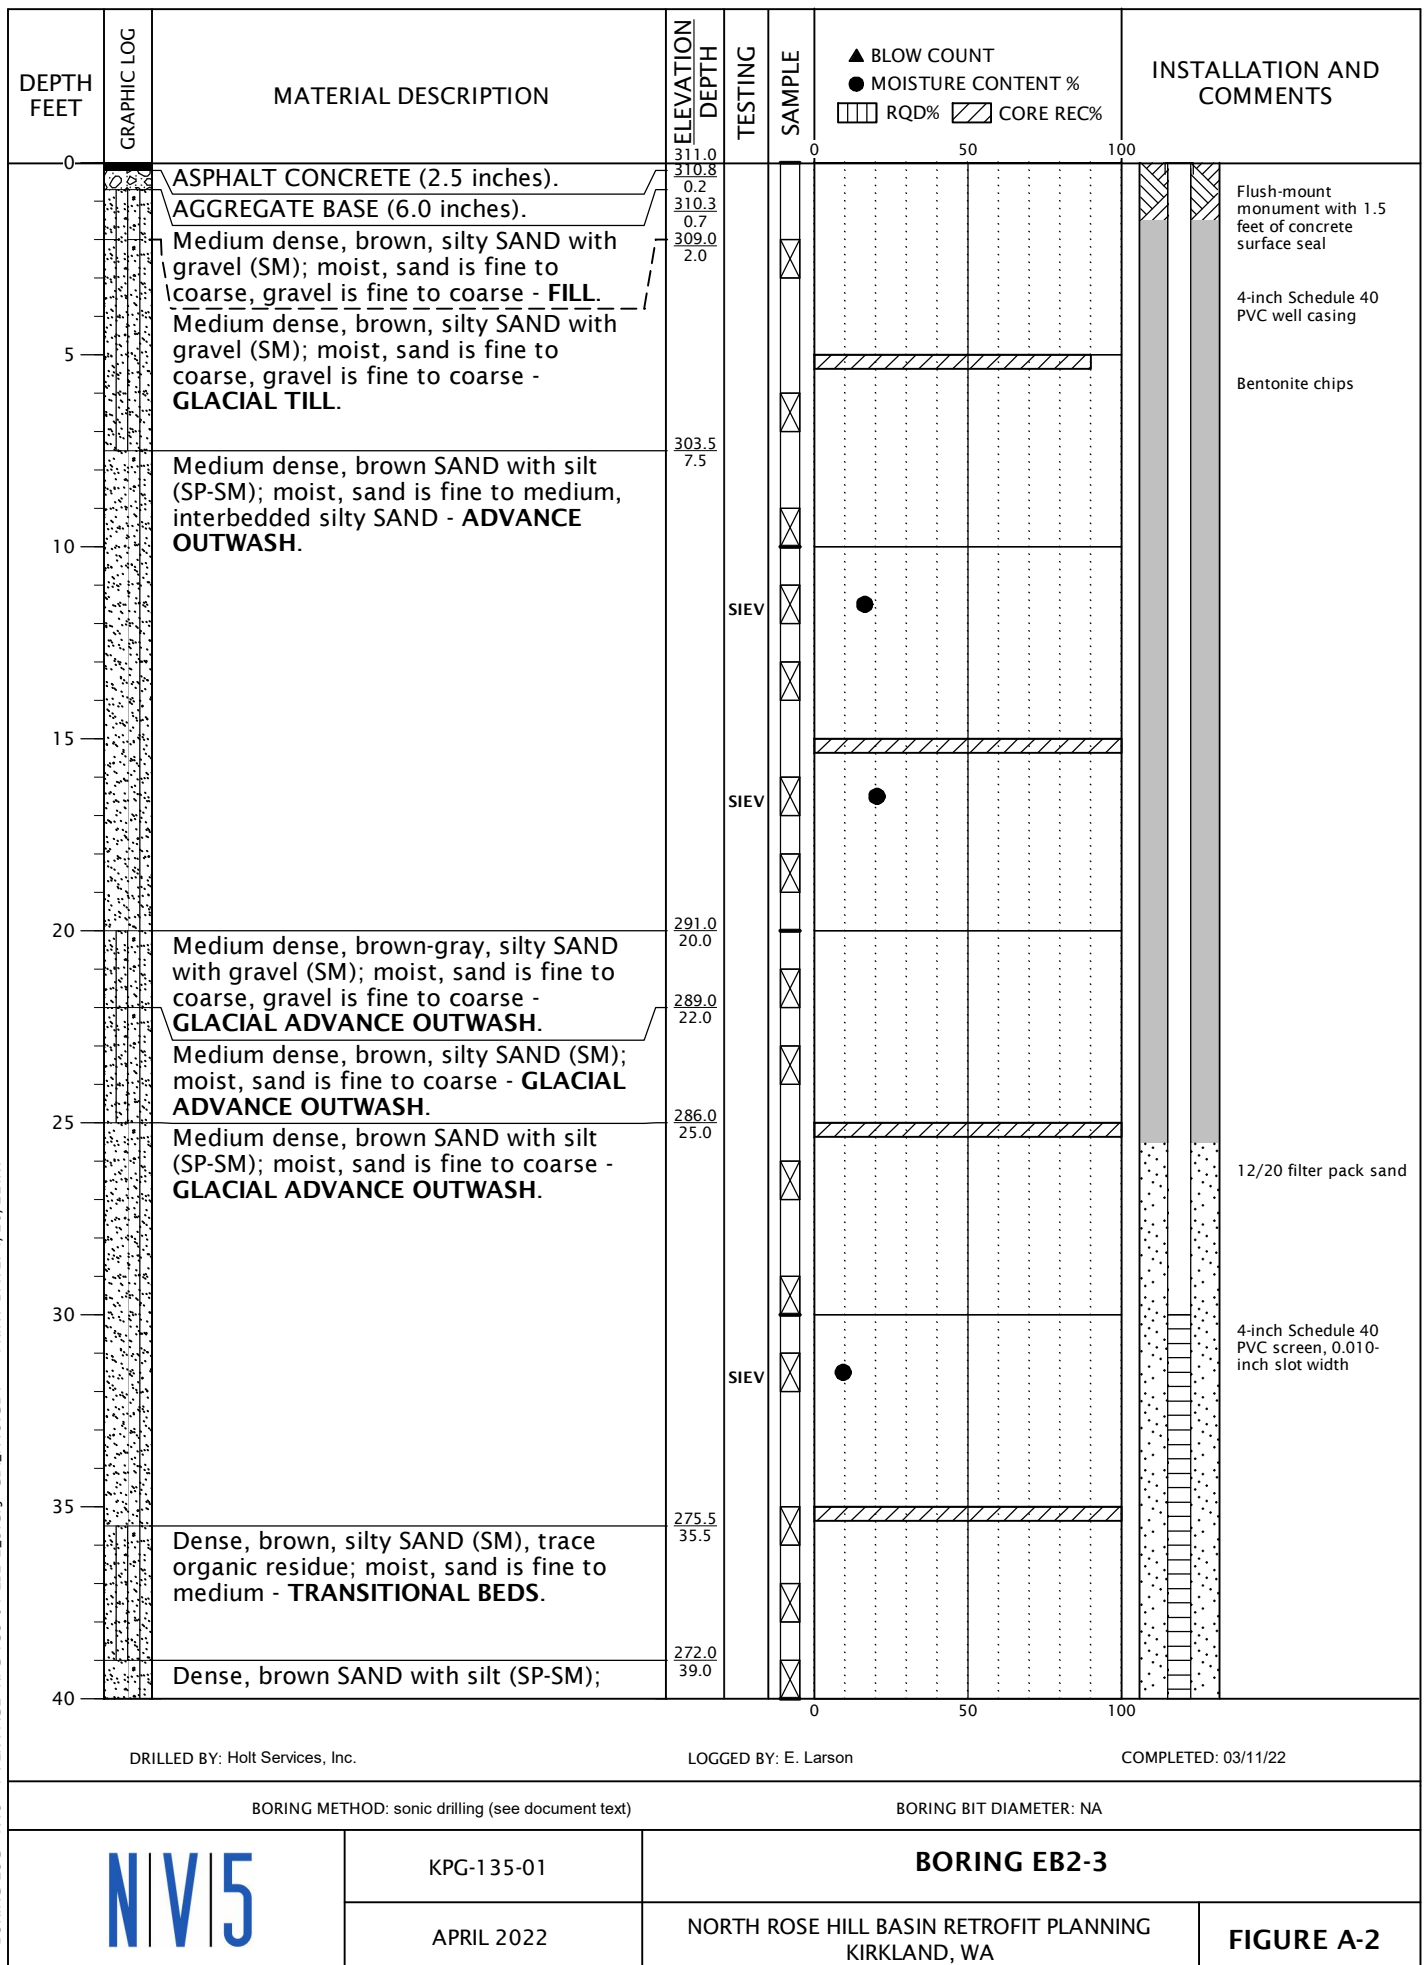 DEPTH
FEET
GRAPHIC LOG
MATERIAL DESCRIPTION
ELEVATION
DEPTH
TESTING
SAMPLE
▲ BLOW COUNT
● MOISTURE CONTENT %
RQD% CORE REC%
INSTALLATION AND
COMMENTS
0 50 100
0
311.0
ASPHALT CONCRETE (2.5 inches).
310.8
0.2
AGGREGATE BASE (6.0 inches).
310.3
0.7
Medium dense, brown, silty SAND with
gravel (SM); moist, sand is fine to
coarse, gravel is fine to coarse - FILL.
309.0
2.0
Medium dense, brown, silty SAND with
gravel (SM); moist, sand is fine to
coarse, gravel is fine to coarse -
GLACIAL TILL.
Flush-mount
monument with 1.5
feet of concrete
surface seal
4-inch Schedule 40
PVC well casing
5
Bentonite chips
303.5
7.5
Medium dense, brown SAND with silt
(SP-SM); moist, sand is fine to medium,
interbedded silty SAND - ADVANCE
OUTWASH.
10
SIEV
15
SIEV
20
291.0
20.0
Medium dense, brown-gray, silty SAND
with gravel (SM); moist, sand is fine to
coarse, gravel is fine to coarse -
GLACIAL ADVANCE OUTWASH.
289.0
22.0
Medium dense, brown, silty SAND (SM);
moist, sand is fine to coarse - GLACIAL
ADVANCE OUTWASH.
25
286.0
25.0
Medium dense, brown SAND with silt
(SP-SM); moist, sand is fine to coarse -
GLACIAL ADVANCE OUTWASH.
12/20 filter pack sand
30
4-inch Schedule 40
PVC screen, 0.010-
inch slot width
SIEV
35
275.5
35.5
Dense, brown, silty SAND (SM), trace
organic residue; moist, sand is fine to
medium - TRANSITIONAL BEDS.
272.0
39.0
Dense, brown SAND with silt (SP-SM);
40
0 50 100
DRILLED BY: Holt Services, Inc.
LOGGED BY: E. Larson
COMPLETED: 03/11/22
BORING METHOD: sonic drilling (see document text)
BORING BIT DIAMETER: NA
N|V|5
KPG-135-01
BORING EB2-3
APRIL 2022
NORTH ROSE HILL BASIN RETROFIT PLANNING
KIRKLAND, WA
FIGURE A-2